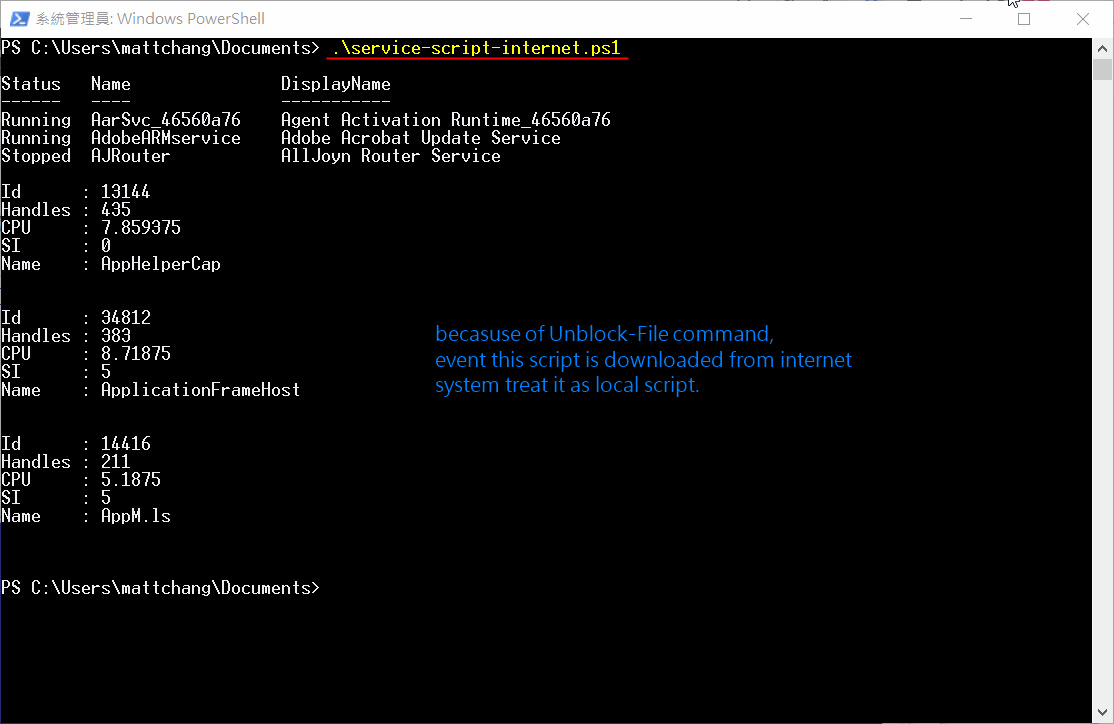 系統管理員: Windows PowerShell
PS C:\Users\mattchang\Documents> .\service-script-internet.ps1
Status   Name               DisplayName
------   ----               -----------
Running  AarSvc_46560a76    Agent Activation Runtime_46560a76
Running  AdobeARMservice    Adobe Acrobat Update Service
Stopped  AJRouter           AllJoyn Router Service
Id      : 13144
Handles : 435
CPU     : 7.859375
SI      : 0
Name    : AppHelperCap
Id      : 34812
Handles : 383
CPU     : 8.71875
SI      : 5
Name    : ApplicationFrameHost
becasuse of Unblock-File command,
event this script is downloaded from internet
system treat it as local script.
Id      : 14416
Handles : 211
CPU     : 5.1875
SI      : 5
Name    : AppM.ls
PS C:\Users\mattchang\Documents>